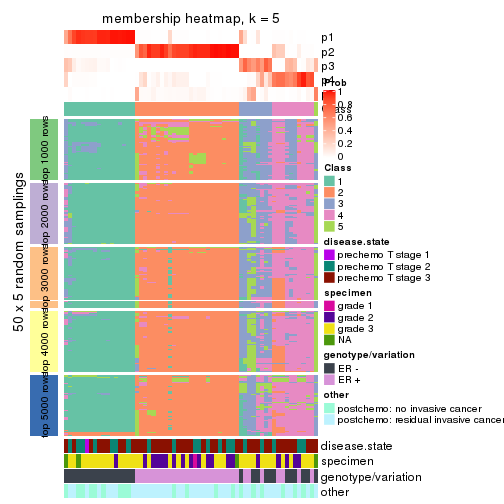 membership heatmap, k = 5
p1
p2
p3
p4
Prob
1
0.8
0.6
0.4
0.2
0
Class
1
2
3
4
5
disease.state
prechemo T stage 1
prechemo T stage 2
prechemo T stage 3
specimen
grade 1
grade 2
grade 3
NA
genotype/variation
ER -
ER +
other
postchemo: no invasive cancer
postchemo: residual invasive cancer
50 x 5 random samplings
top 1000 rows
top 2000 rows
top 3000 rows
top 4000 rows
top 5000 rows
disease.state
specimen
genotype/variation
other